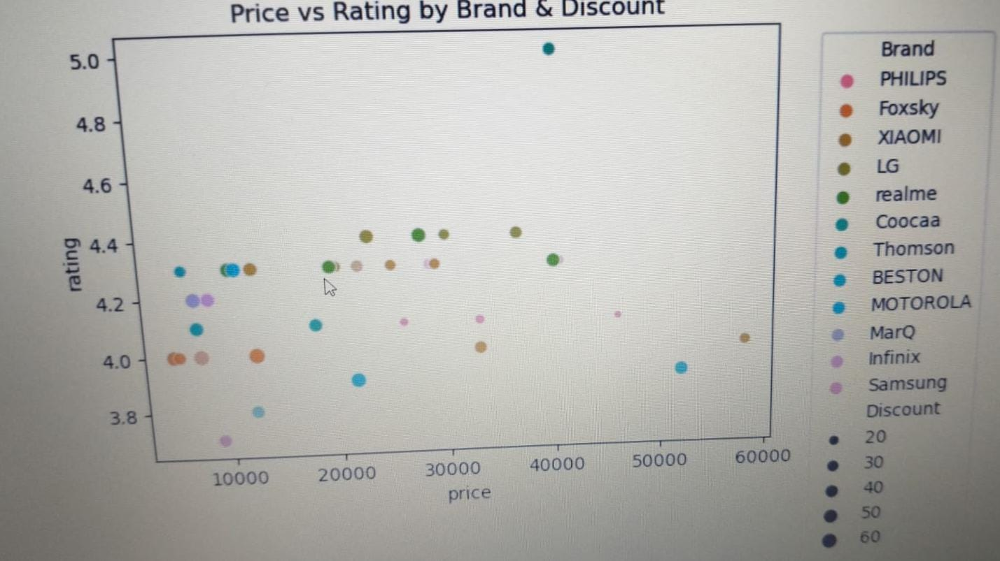 Price vs Rating by Brand & Discount
5.0
4.8
4.6
4.4
4.2
4.0
3.8
rating
10000
20000
30000
40000
50000
60000
price
Brand
PHILIPS
Foxsky
XIAOMI
LG
realme
Coocaa
Thomson
BESTON
MOTOROLA
MarQ
Infinix
Samsung
Discount
20
30
40
50
60